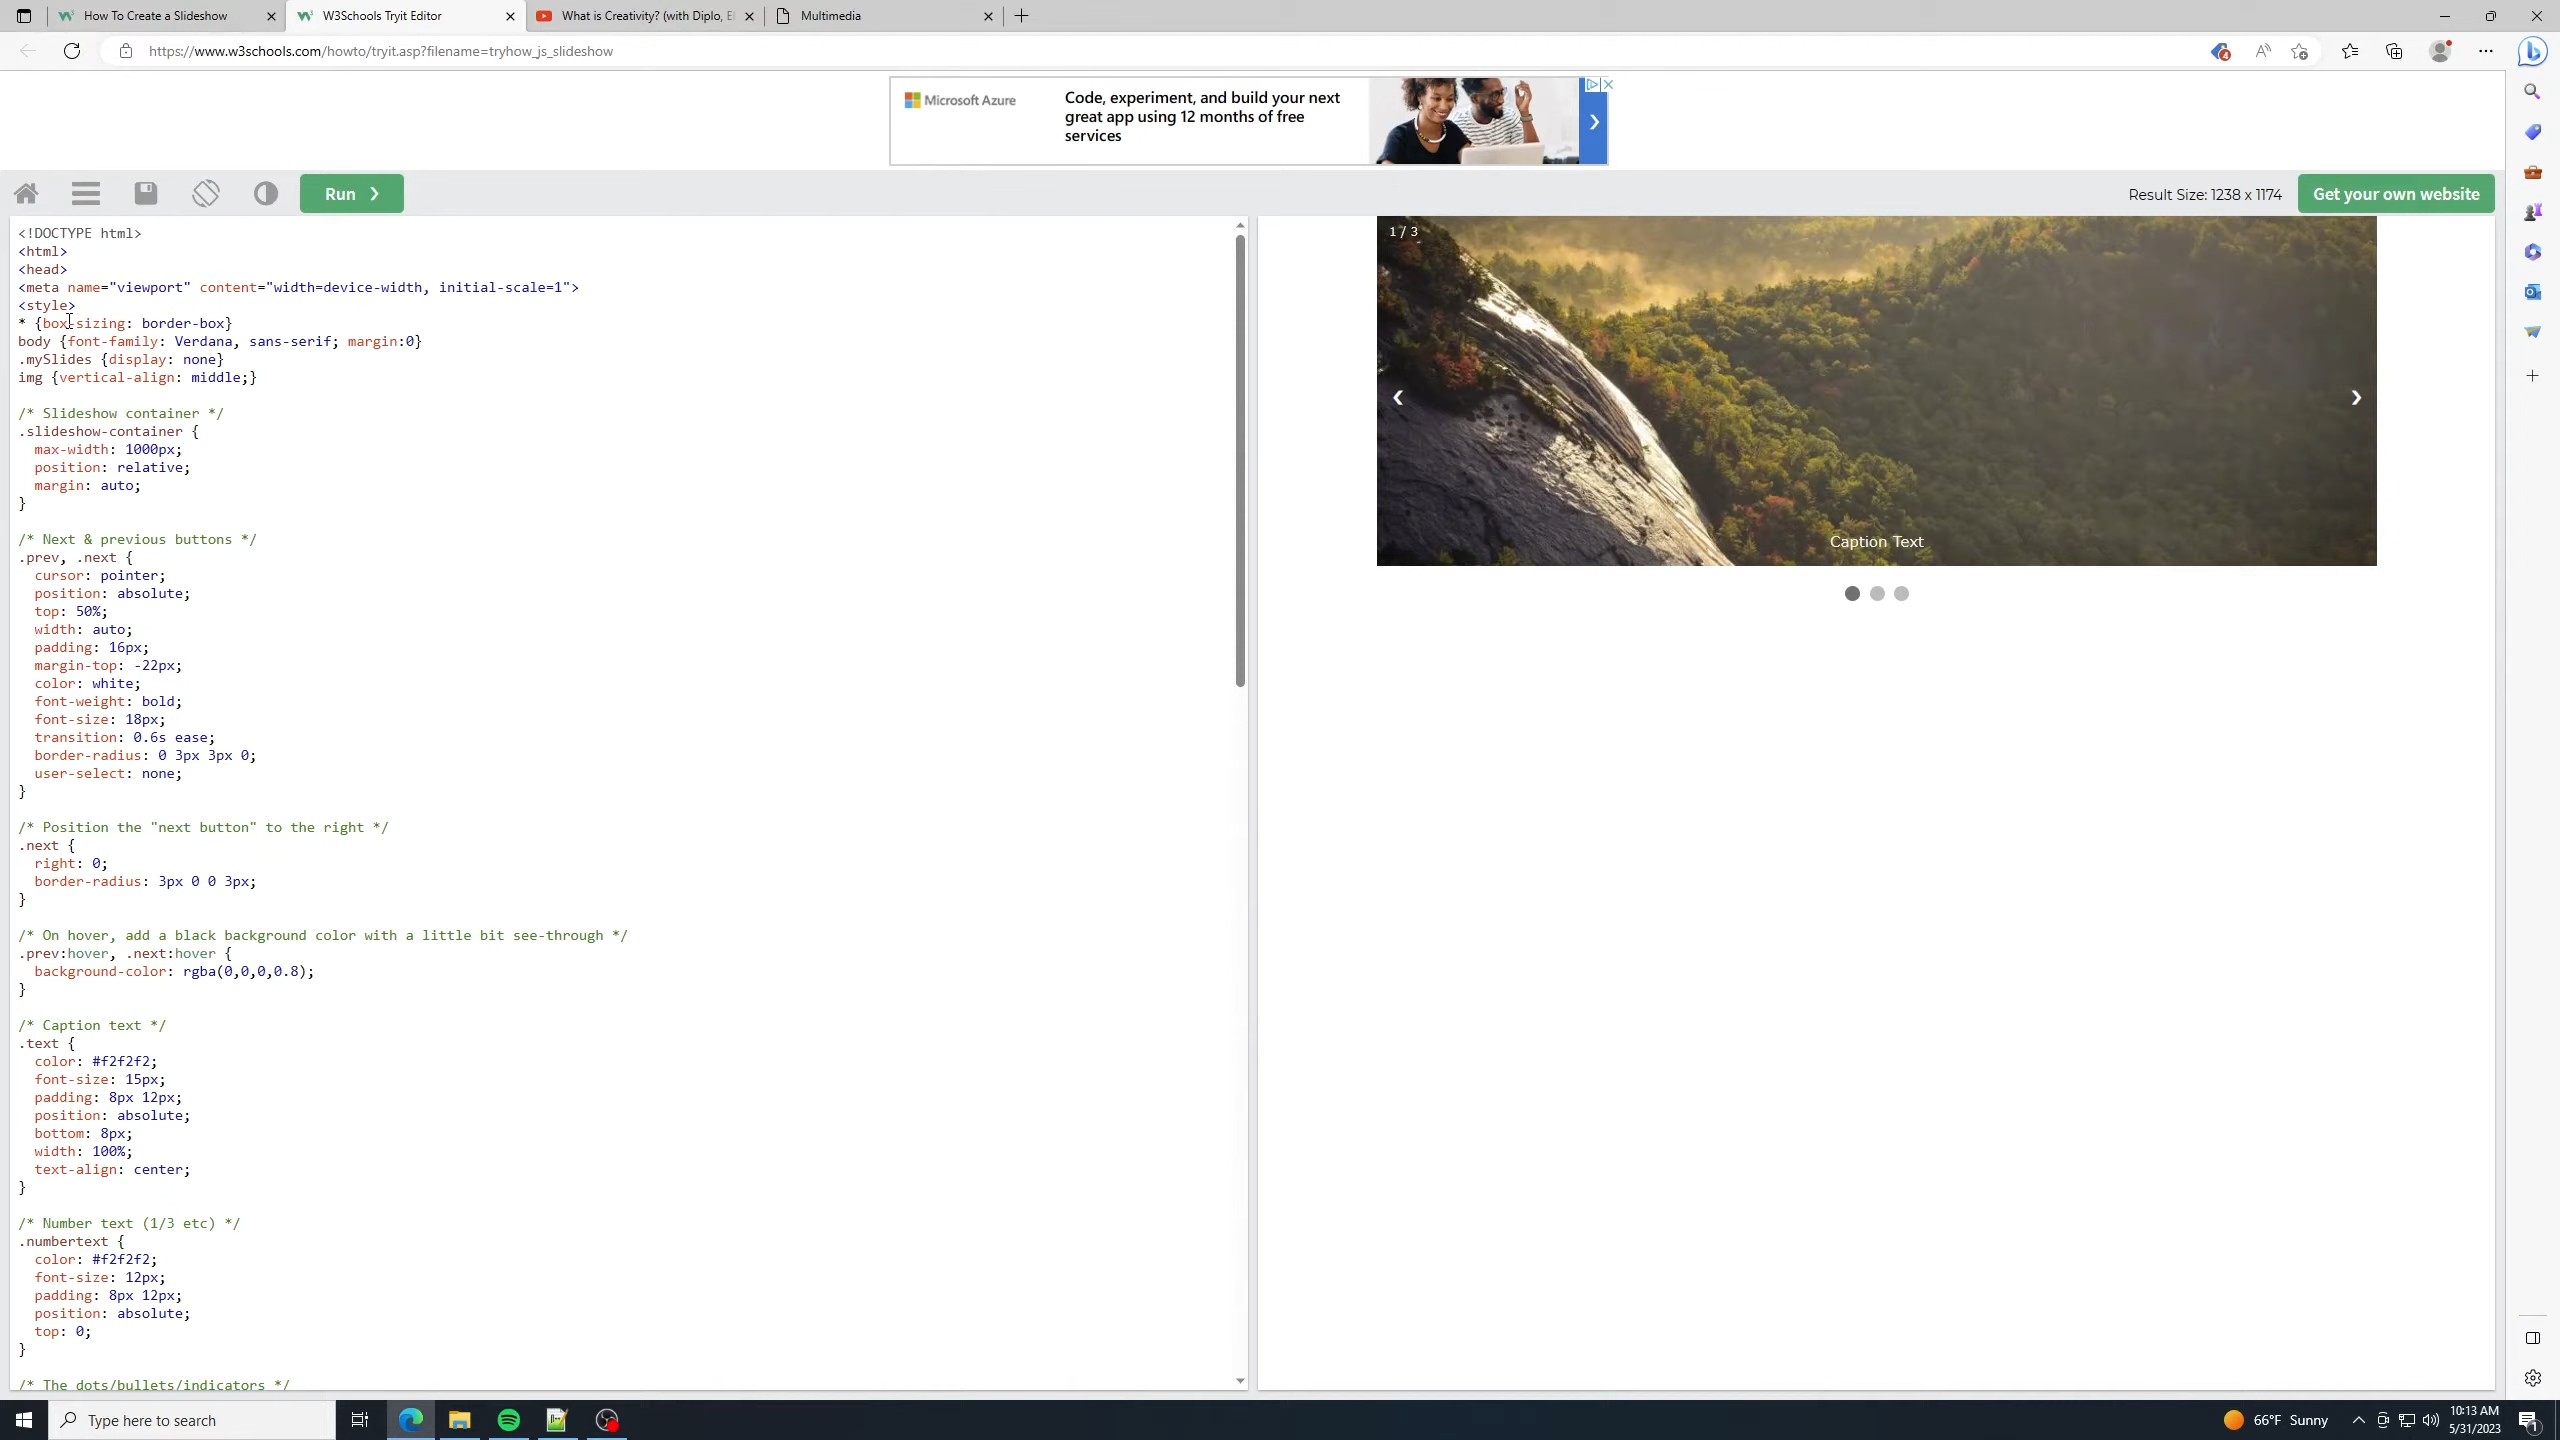 How To Create a Slideshow
W3Schools Tryit Editor
What is Creativity? (with Diplo, El
Multimedia
https://www.w3schools.com/howto/tryit.asp?filename=tryhow_js_slideshow
Microsoft Azure
Code, experiment, and build your next
great app using 12 months of free
services
Run ❯
Result Size: 1238 x 1174
Get your own website
<!DOCTYPE html>
<html>
<head>
<meta name="viewport" content="width=device-width, initial-scale=1">
<style>
* {box-sizing: border-box}
body {font-family: Verdana, sans-serif; margin:0}
.mySlides {display: none}
img {vertical-align: middle;}
/* Slideshow container */
.slideshow-container {
max-width: 1000px;
position: relative;
margin: auto;
}
/* Next & previous buttons */
.prev, .next {
cursor: pointer;
position: absolute;
top: 50%;
width: auto;
padding: 16px;
margin-top: -22px;
color: white;
font-weight: bold;
font-size: 18px;
transition: 0.6s ease;
border-radius: 0 3px 3px 0;
user-select: none;
}
/* Position the "next button" to the right */
.next {
right: 0;
border-radius: 3px 0 0 3px;
}
/* On hover, add a black background color with a little bit see-through */
.prev:hover, .next:hover {
background-color: rgba(0,0,0,0.8);
}
/* Caption text */
.text {
color: #f2f2f2;
font-size: 15px;
padding: 8px 12px;
position: absolute;
bottom: 8px;
width: 100%;
text-align: center;
}
/* Number text (1/3 etc) */
.numbertext {
color: #f2f2f2;
font-size: 12px;
padding: 8px 12px;
position: absolute;
top: 0;
}
/* The dots/bullets/indicators */
1 / 3
❮ ❯
Caption Text
Type here to search
66°F Sunny
10:13 AM
5/31/2023